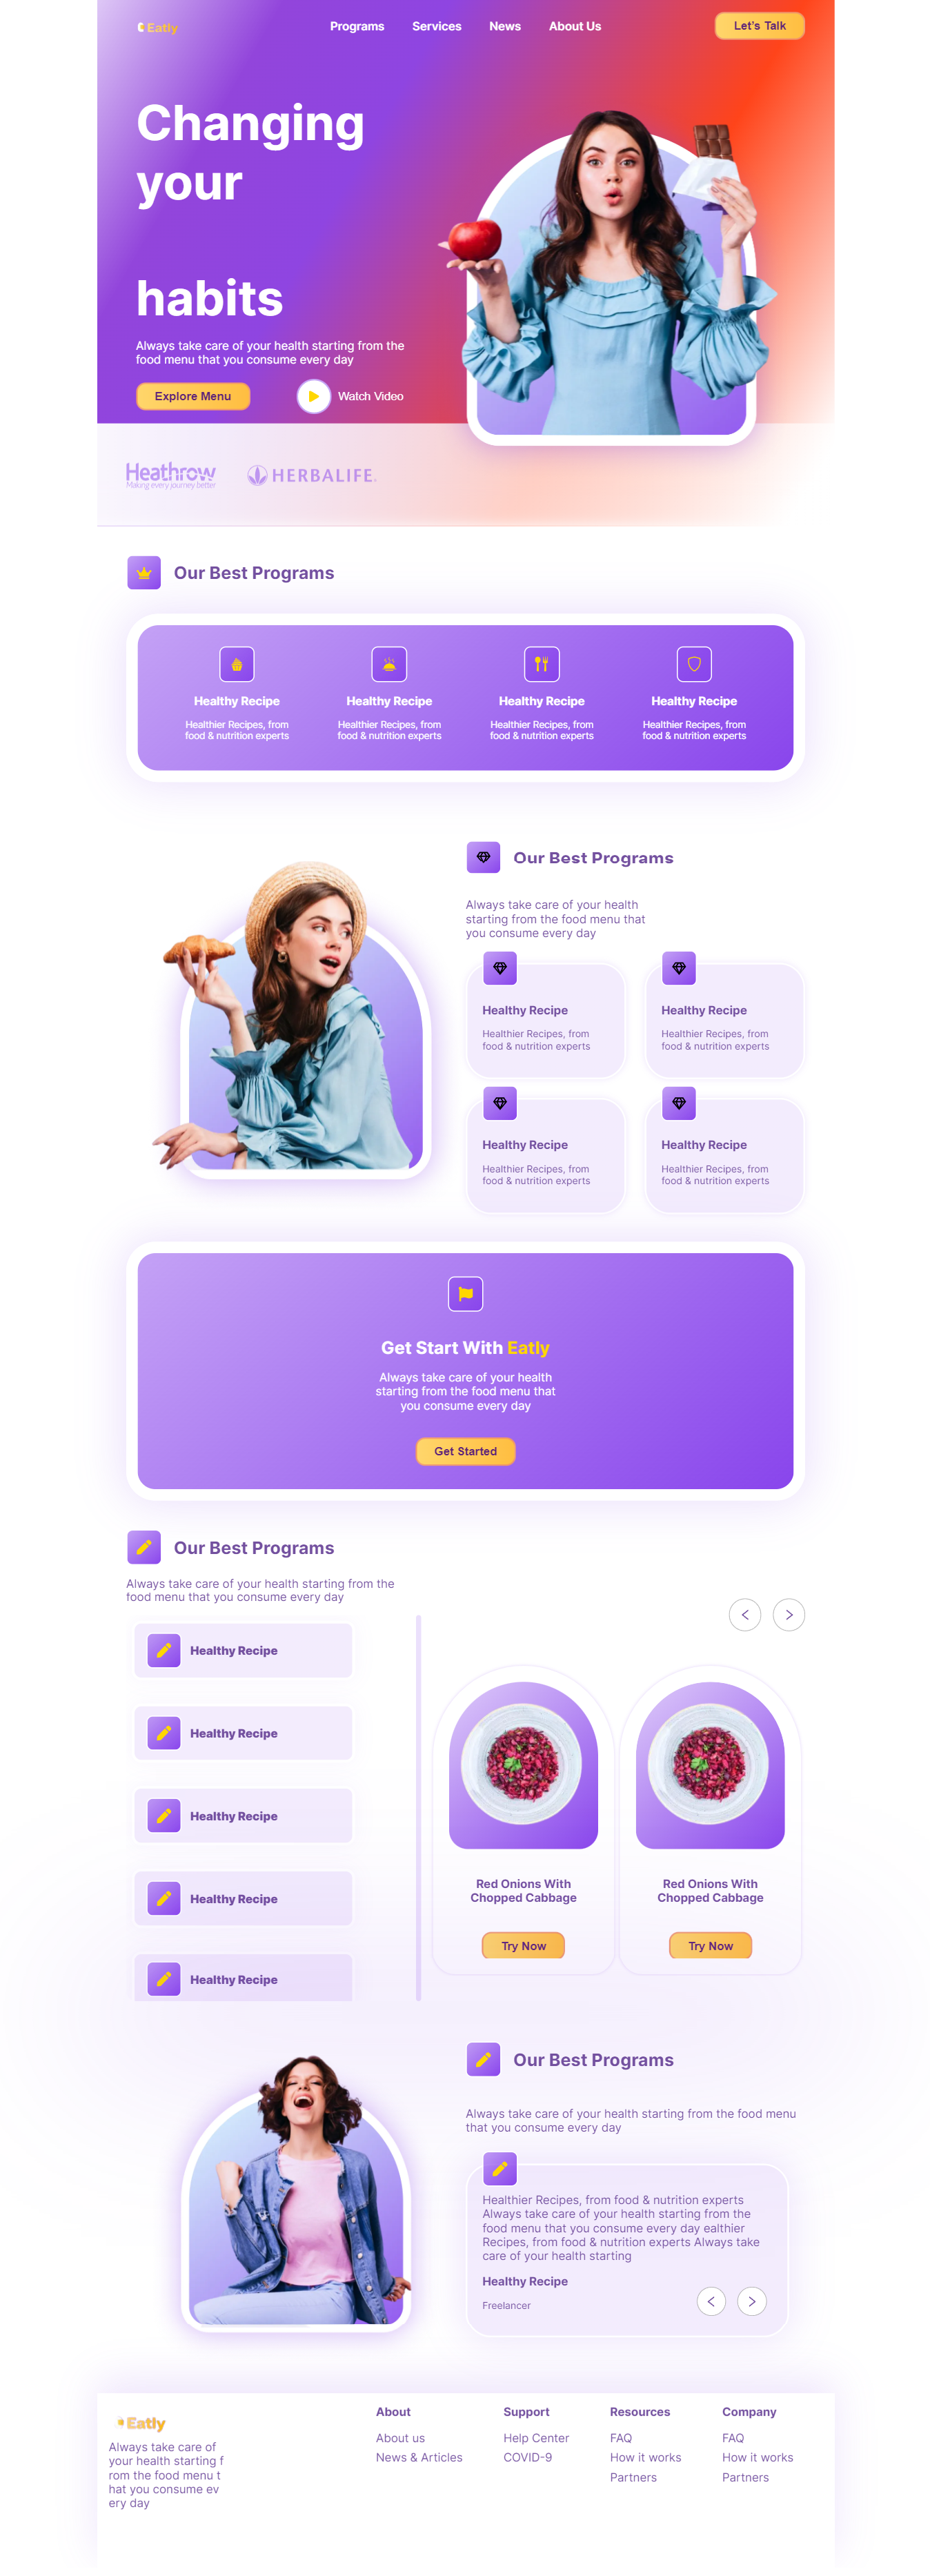 Eatly
Programs
Services
News
About Us
Let's Talk
Changing
your
habits
Always take care of your health starting from the
food menu that you consume every day
Explore Menu
Watch Video
Heathrow
Making every journey better
HERBALIFE.
Our Best Programs
Healthy Recipe
Healthier Recipes, from
food & nutrition experts
Healthy Recipe
Healthier Recipes, from
food & nutrition experts
Healthy Recipe
Healthier Recipes, from
food & nutrition experts
Healthy Recipe
Healthier Recipes, from
food & nutrition experts
Our Best Programs
Always take care of your health
starting from the food menu that
you consume every day
Healthy Recipe
Healthier Recipes, from
food & nutrition experts
Healthy Recipe
Healthier Recipes, from
food & nutrition experts
Healthy Recipe
Healthier Recipes, from
food & nutrition experts
Healthy Recipe
Healthier Recipes, from
food & nutrition experts
Get Start With Eatly
Always take care of your health
starting from the food menu that
you consume every day
Get Started
Our Best Programs
Always take care of your health starting from the
food menu that you consume every day
Healthy Recipe
Healthy Recipe
Healthy Recipe
Healthy Recipe
Healthy Recipe
Red Onions With
Chopped Cabbage
Try Now
Red Onions With
Chopped Cabbage
Try Now
Our Best Programs
Always take care of your health starting from the food menu
that you consume every day
Healthier Recipes, from food & nutrition experts
Always take care of your health starting from the
food menu that you consume every day ealthier
Recipes, from food & nutrition experts Always take
care of your health starting
Healthy Recipe
Freelancer
Eatly
Always take care of
your health starting f
rom the food menu t
hat you consume ev
ery day
About
About us
News & Articles
Support
Help Center
COVID-9
Resources
FAQ
How it works
Partners
Company
FAQ
How it works
Partners